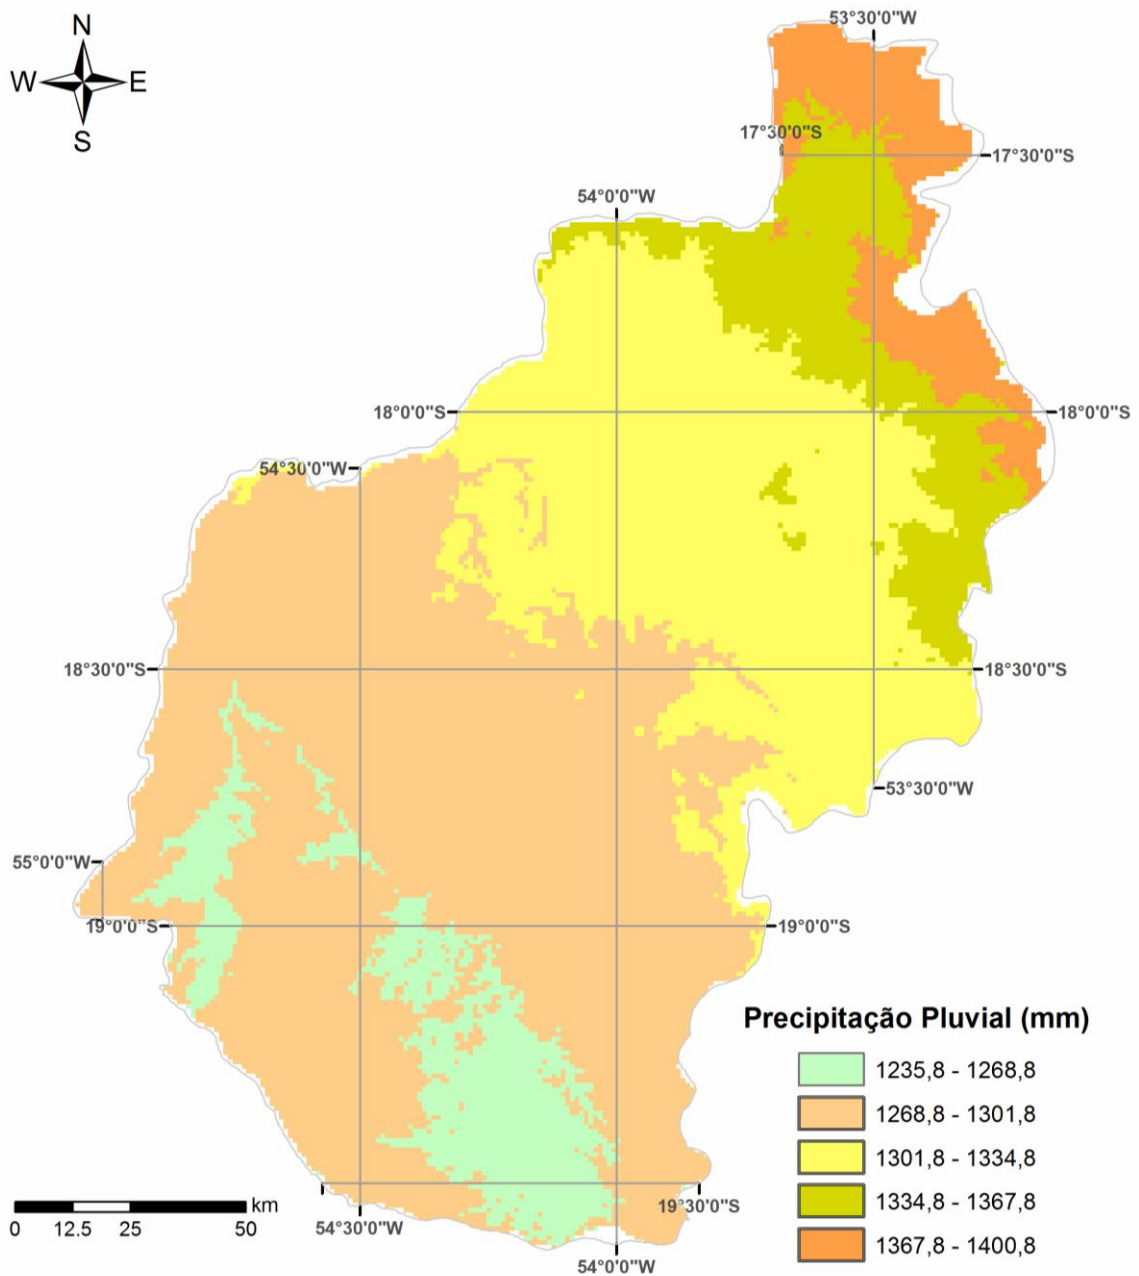 N
W E
S
53°30'0"W
17°30'0"S
17°30'0"S
54°0'0"W
18°0'0"S
18°0'0"S
54°30'0"W
18°30'0"S
18°30'0"S
53°30'0"W
55°0'0"W
19°0'0"S
19°0'0"S
Precipitação Pluvial (mm)
1235,8 - 1268,8
1268,8 - 1301,8
1301,8 - 1334,8
1334,8 - 1367,8
1367,8 - 1400,8
km
0 12.5 25 50
19°30'0"S
54°30'0"W
54°0'0"W